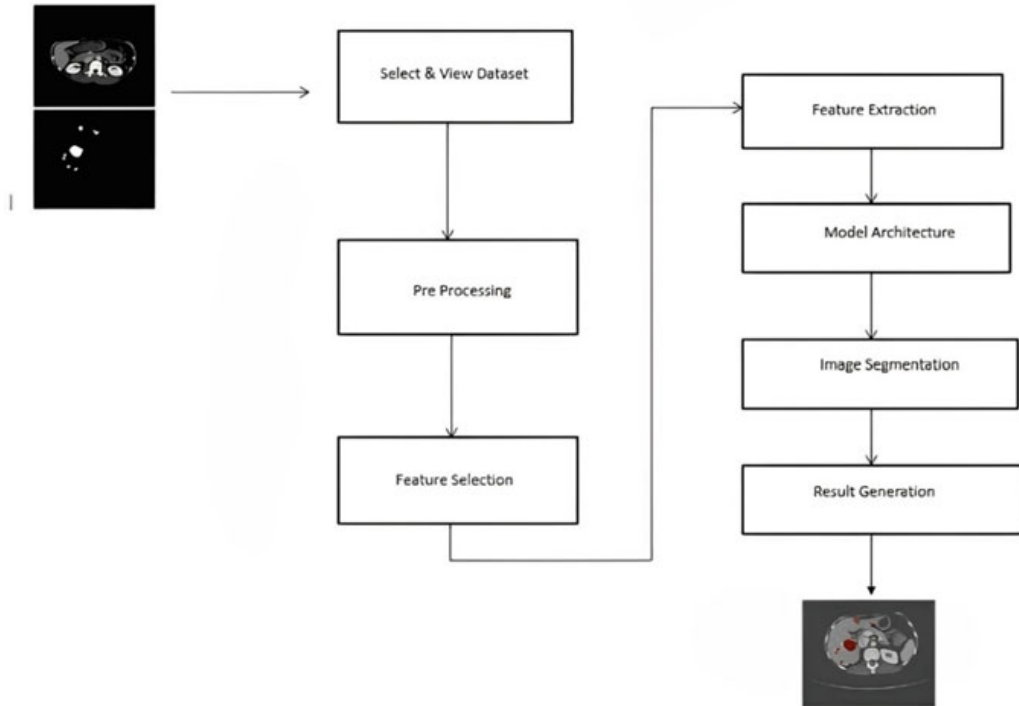 Select & View Dataset
Pre Processing
Feature Selection
Feature Extraction
Model Architecture
Image Segmentation
Result Generation